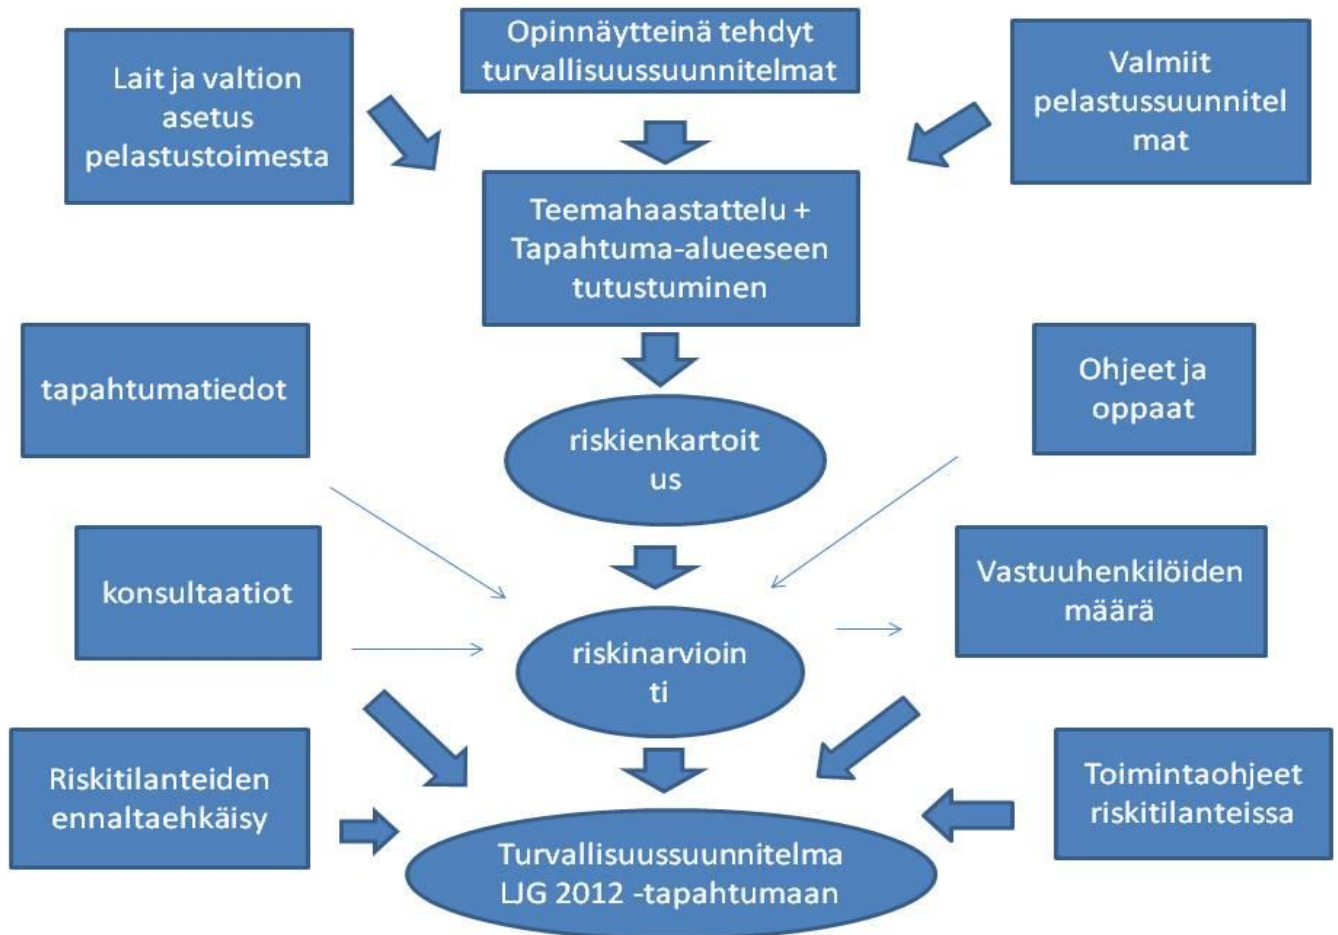 Opinnäytteinä tehdyt
turvallisuussuunnitelmat
Lait ja valtion
asetus
pelastustoimesta
Valmiit
pelastussuunnitel
mat
Teemahaastattelu +
Tapahtuma-alueeseen
tutustuminen
tapahtumatiedot
Ohjeet ja
oppaat
riskienkartoit
us
konsultaatiot
Vastuuhenkilöiden
määrä
riskinarvioin
ti
Riskitilanteiden
ennaltaehkäisy
Toimintaohjeet
riskitilanteissa
Turvallisuussuunnitelma
LJG 2012 -tapahtumaan